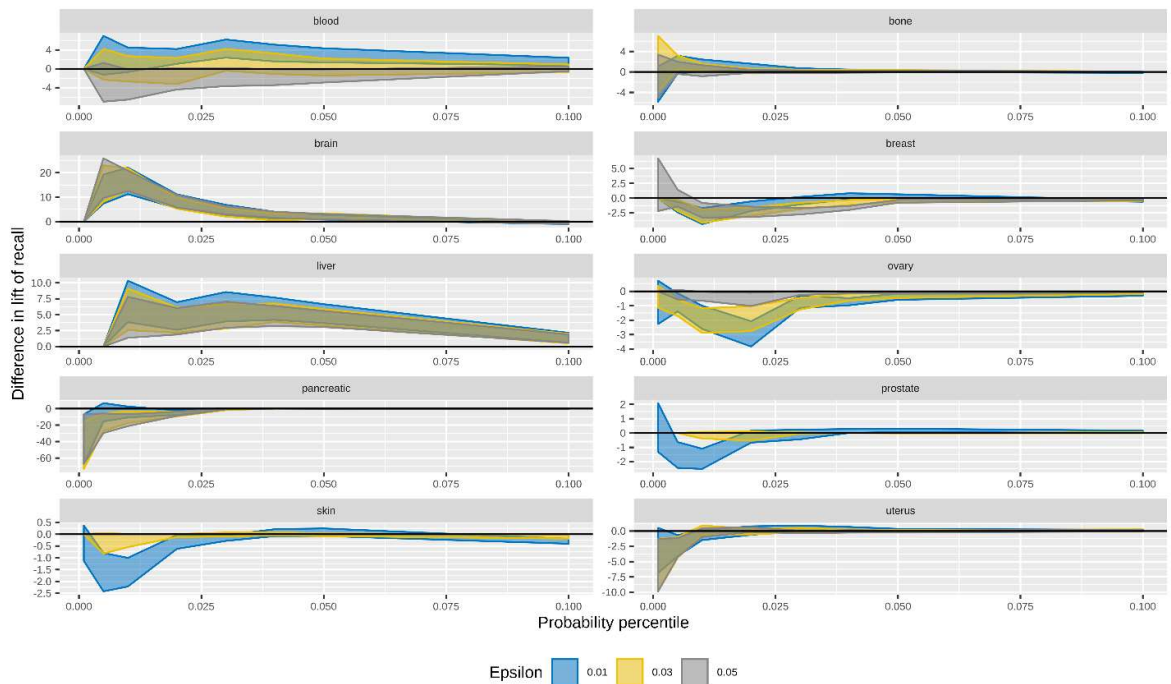 blood
bone
4
0
-4
4
0
-4
0.000 0.025 0.050 0.075 0.100
0.000 0.025 0.050 0.075 0.100
brain
breast
20
10
0
5.0
2.5
0.0
-2.5
0.000 0.025 0.050 0.075 0.100
0.000 0.025 0.050 0.075 0.100
Difference in lift of recall
liver
ovary
10.0
7.5
5.0
2.5
0.0
0
-1
-2
-3
-4
0.000 0.025 0.050 0.075 0.100
0.000 0.025 0.050 0.075 0.100
pancreatic
prostate
0
-20
-40
-60
2
1
0
-1
-2
0.000 0.025 0.050 0.075 0.100
0.000 0.025 0.050 0.075 0.100
skin
uterus
0.5
0.0
-0.5
-1.0
-1.5
-2.0
-2.5
0.0
-2.5
-5.0
-7.5
-10.0
0.000 0.025 0.050 0.075 0.100
0.000 0.025 0.050 0.075 0.100
Probability percentile
Epsilon 0.01 0.03 0.05